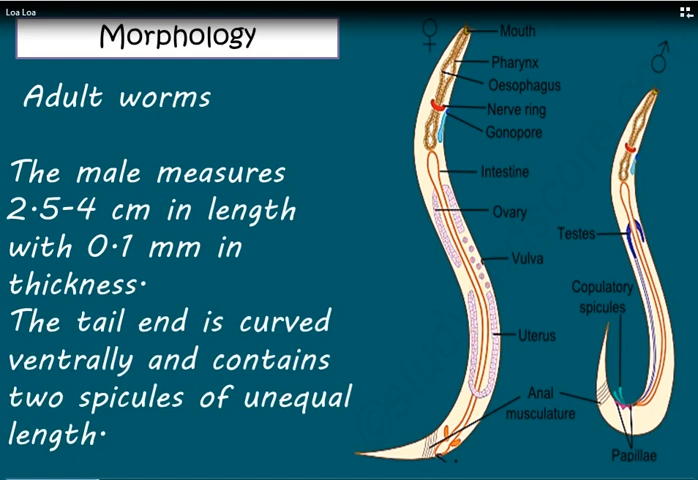 Loa Loa
Morphology
Adult worms
The male measures
2.5-4 cm in length
with 0.1 mm in
thickness.
The tail end is curved
ventrally and contains
two spicules of unequal
length.
♀
Mouth
Pharynx
Oesophagus
Nerve ring
Gonopore
Intestine
Ovary
Vulva
Uterus
Anal
musculature
♂
Testes
Copulatory
spicules
Papillae